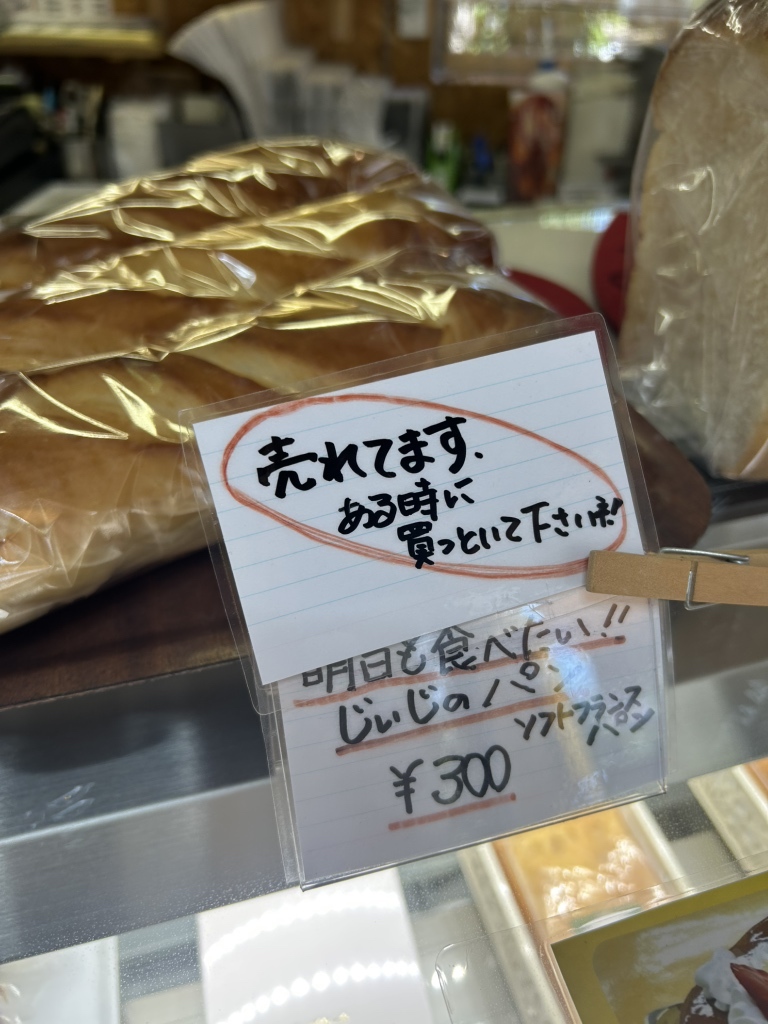 売れてます.
ある時に
買っといて下さいネ!
明日も食べたい!!
じぃじのパン
ソフトフランス
パン
¥300